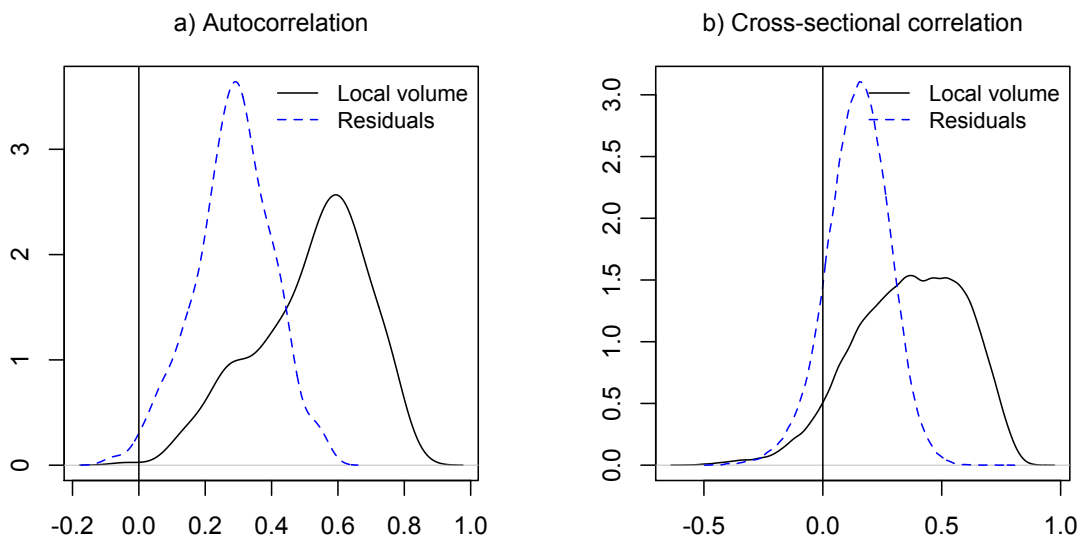 a) Autocorrelation
Local volume
Residuals
3
2
1
0
-0.2 0.0 0.2 0.4 0.6 0.8 1.0
b) Cross-sectional correlation
Local volume
Residuals
3.0
2.5
2.0
1.5
1.0
0.5
0.0
-0.5 0.0 0.5 1.0